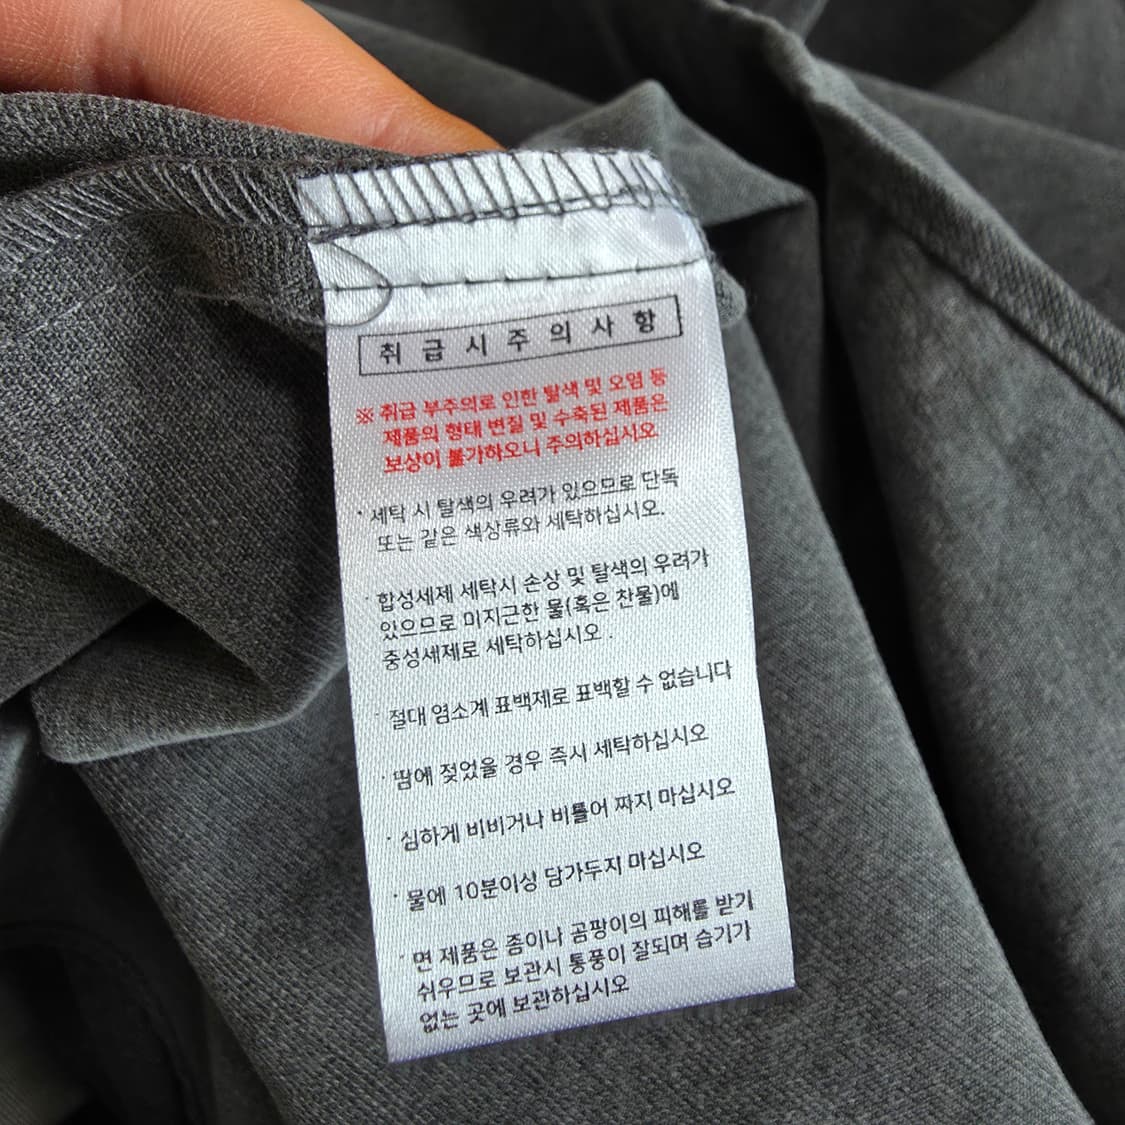 취급시주의사항
※ 취급 부주의로 인한 탈색 및 오염 등
제품의 형태 변질 및 수축된 제품은
보상이 불가하오니 주의하십시오
· 세탁 시 탈색의 우려가 있으므로 단독
또는 같은 색상류와 세탁하십시오.
· 합성세제 세탁시 손상 및 탈색의 우려가
있으므로 미지근한 물(혹은 찬물)에
중성세제로 세탁하십시오 .
· 절대 염소계 표백제로 표백할 수 없습니다
· 땀에 젖었을 경우 즉시 세탁하십시오
· 심하게 비비거나 비틀어 짜지 마십시오
· 물에 10분이상 담가두지 마십시오
· 면 제품은 좀이나 곰팡이의 피해를 받기
쉬우므로 보관시 통풍이 잘되며 습기가
없는 곳에 보관하십시오